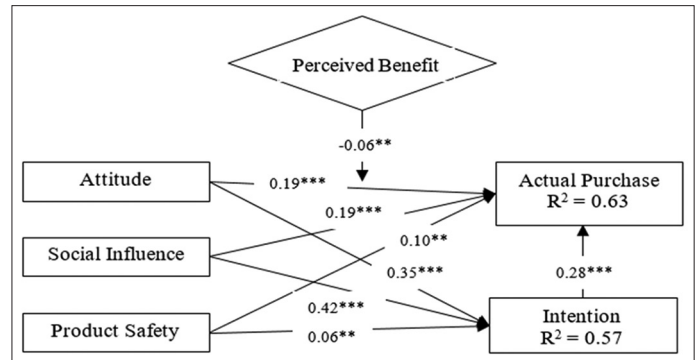 Perceived Benefit
-0.06**
Attitude
0.19***
Actual Purchase
R² = 0.63
0.19***
Social Influence
0.10**
0.35***
0.28***
0.42***
Product Safety
0.06**
Intention
R² = 0.57